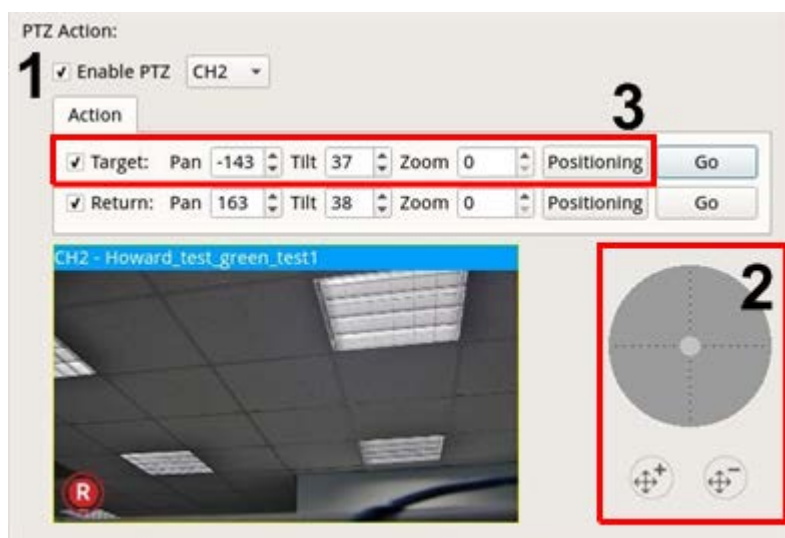 PTZ Action:
1
Enable PTZ CH2
Action
3
Target: Pan -143 Tilt 37 Zoom 0 Positioning Go
Return: Pan 163 Tilt 38 Zoom 0 Positioning Go
CH2 - Howard_test_green_test1
2
R